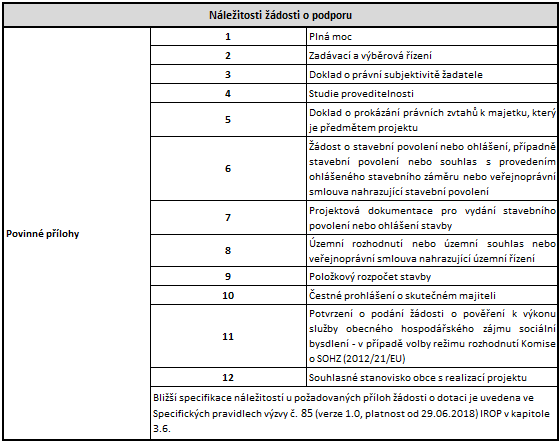 Náležitosti žádosti o podporu
Povinné přílohy
1 Plná moc
2 Zadávací a výběrová řízení
3 Doklad o právní subjektivitě žadatele
4 Studie proveditelnosti
5 Doklad o prokázání právních zvtahů k majetku, který
je předmětem projektu
6 Žádost o stavební povolení nebo ohlášení, případně
stavební povolení nebo souhlas s provedením
ohlášeného stavebního záměru nebo veřejnoprávní
smlouva nahrazující stavební povolení
7 Projektová dokumentace pro vydání stavebního
povolení nebo ohlášení stavby
8 Územní rozhodnutí nebo územní souhlas nebo
veřejnoprávní smlouva nahrazující územní řízení
9 Položkový rozpočet stavby
10 Čestné prohlášení o skutečném majiteli
11 Potvrzení o podání žádosti o pověření k výkonu
služby obecného hospodářského zájmu sociální
bysdlení - v případě volby režimu rozhodnutí Komise
o SOHZ (2012/21/EU)
12 Souhlasné stanovisko obce s realizací projektu
Bližší specifikace náležitostí u požadovaných příloh žádosti o dotaci je uvedena ve
Specifických pravidlech výzvy č. 85 (verze 1.0, platnost od 29.06.2018) IROP v kapitole
3.6.